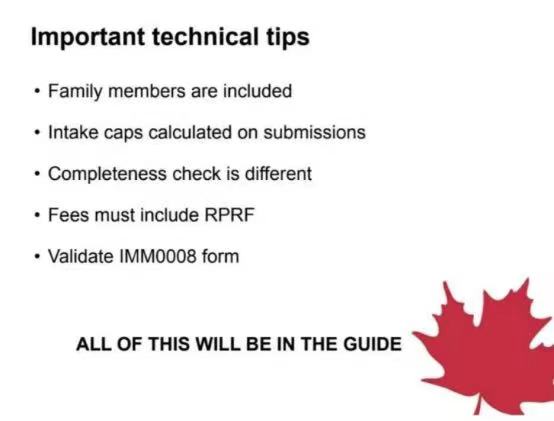 Important technical tips
• Family members are included
• Intake caps calculated on submissions
• Completeness check is different
• Fees must include RPRF
• Validate IMM0008 form
ALL OF THIS WILL BE IN THE GUIDE